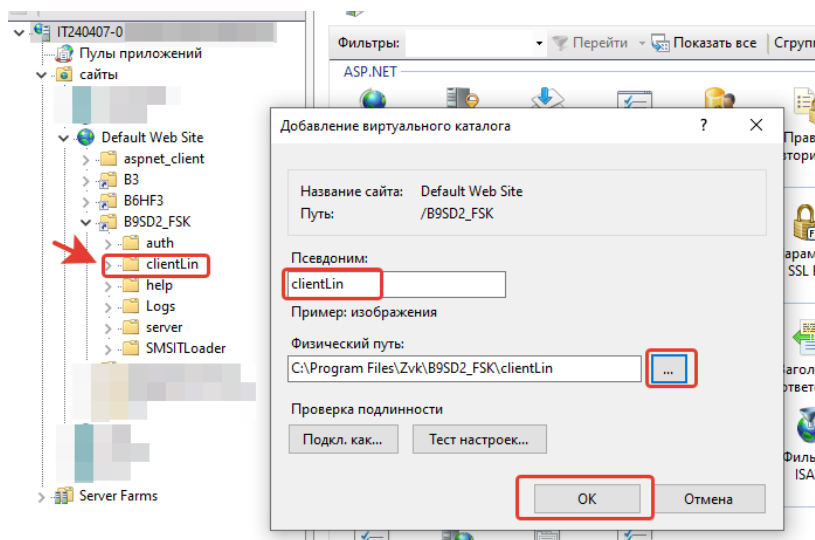 IT240407-0
Пулы приложений
сайты
Default Web Site
aspnet_client
B3
B6HF3
B9SD2_FSK
auth
clientLin
help
Logs
server
SMSITLoader
Server Farms
Фильтры:
Перейти
Показать все
ASP.NET
Добавление виртуального каталога
?
Название сайта: Default Web Site
Путь: /B9SD2_FSK
Псевдоним:
clientLin
Пример: изображения
Физический путь:
C:\Program Files\Zvk\B9SD2_FSK\clientLin
...
Проверка подлинности
Подкл. как...
Тест настроек...
OK
Отмена
SSL
ISA